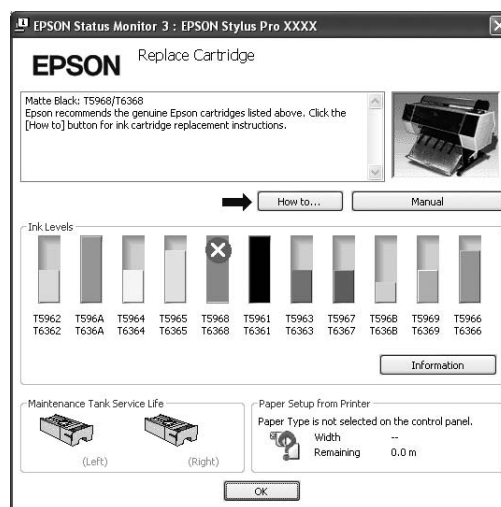 EPSON Status Monitor 3 : EPSON Stylus Pro XXXX
EPSON
Replace Cartridge
Matte Black: T5968/T6368
Epson recommends the genuine Epson cartridges listed above. Click the
[How to] button for ink cartridge replacement instructions.
How to...
Manual
Ink Levels
T5962 T596A T5964 T5965 T5968 T5961 T5963 T5967 T596B T5969 T5966
T6362 T636A T6364 T6365 T6368 T6361 T6363 T6367 T636B T6369 T6366
Information
Maintenance Tank Service Life
(Left)
(Right)
Paper Setup from Printer
Paper Type is not selected on the control panel.
Width --
Remaining 0.0 m
OK